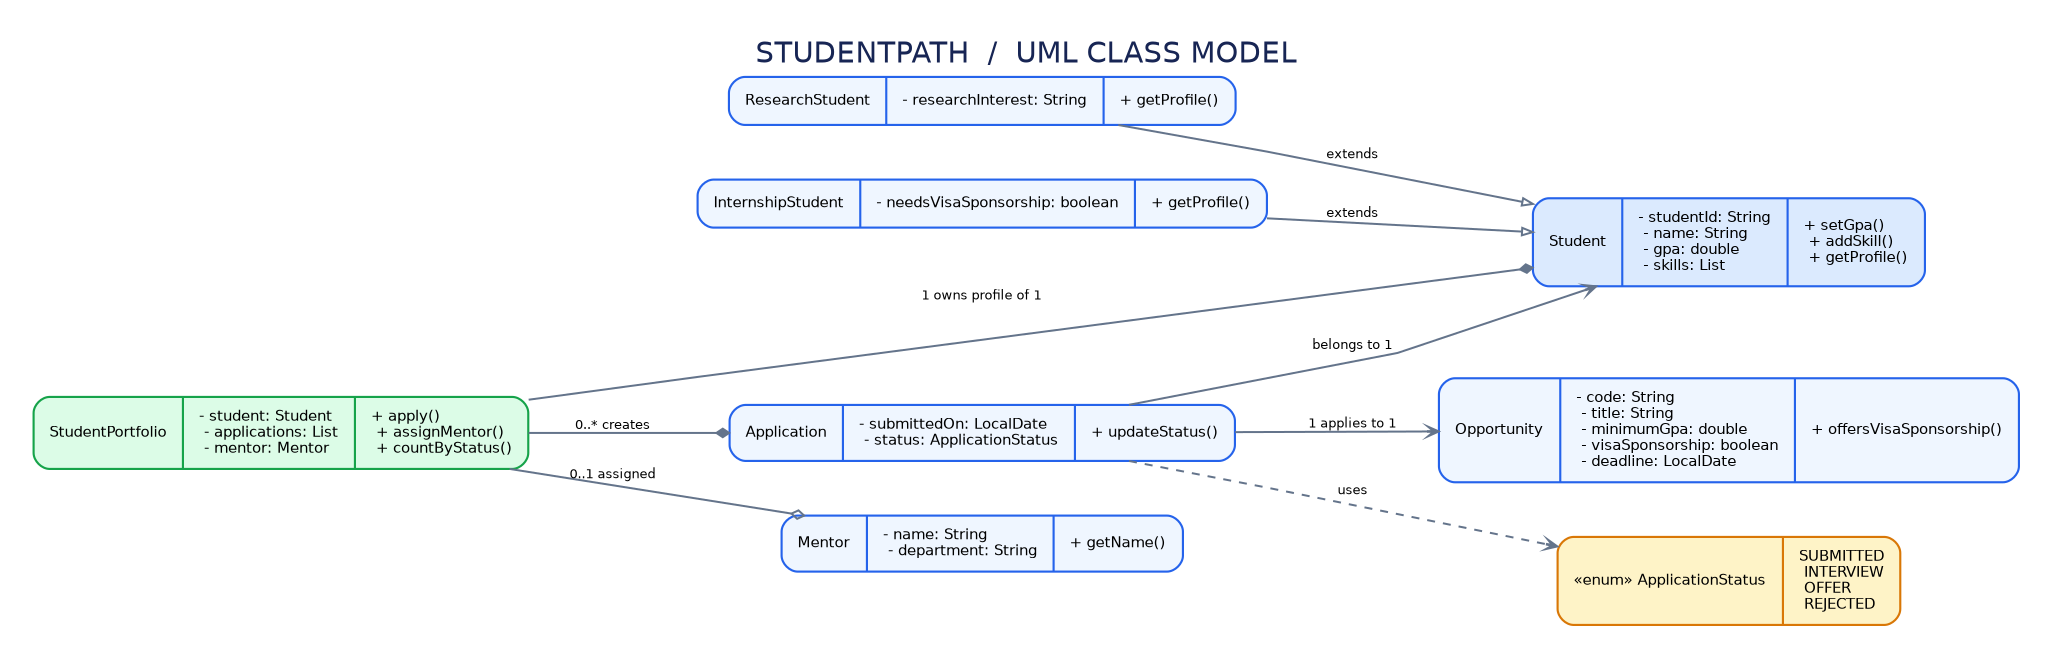 STUDENTPATH / UML CLASS MODEL
ResearchStudent
- researchInterest: String
+ getProfile()
extends
InternshipStudent
- needsVisaSponsorship: boolean
+ getProfile()
extends
Student
- studentId: String
- name: String
- gpa: double
- skills: List
+ setGpa()
+ addSkill()
+ getProfile()
1 owns profile of 1
belongs to 1
StudentPortfolio
- student: Student
- applications: List
- mentor: Mentor
+ apply()
+ assignMentor()
+ countByStatus()
0..* creates
Application
- submittedOn: LocalDate
- status: ApplicationStatus
+ updateStatus()
1 applies to 1
Opportunity
- code: String
- title: String
- minimumGpa: double
- visaSponsorship: boolean
- deadline: LocalDate
+ offersVisaSponsorship()
0..1 assigned
uses
Mentor
- name: String
- department: String
+ getName()
«enum» ApplicationStatus
SUBMITTED
INTERVIEW
OFFER
REJECTED